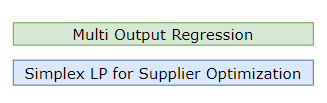 Multi Output Regression
Simplex LP for Supplier Optimization